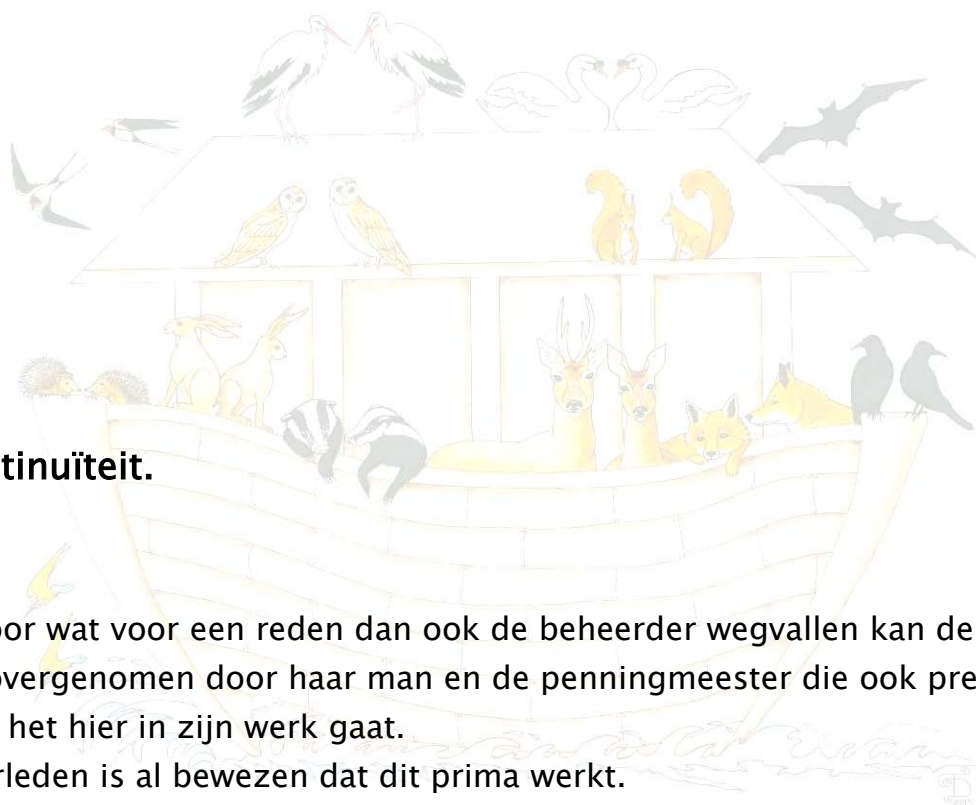 tinuïteit.
oor wat voor een reden dan ook de beheerder wegvallen kan de
overgenomen door haar man en de penningmeester die ook pre
het hier in zijn werk gaat.
rleden is al bewezen dat dit prima werkt.